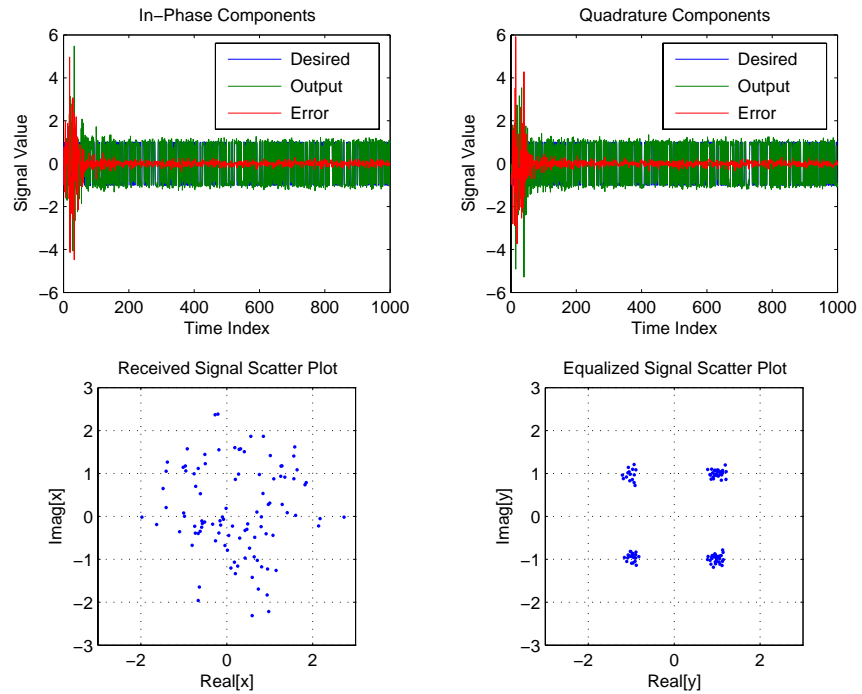 In−Phase Components
Quadrature Components
6
4
2
0
−2
−4
−6
Signal Value
Desired
Output
Error
0
200
400
600
800
1000
Time Index
6
4
2
0
−2
−4
−6
Signal Value
Desired
Output
Error
0
200
400
600
800
1000
Time Index
Received Signal Scatter Plot
3
2
1
0
−1
−2
−3
Imag[x]
−2
0
2
Real[x]
Equalized Signal Scatter Plot
3
2
1
0
−1
−2
−3
Imag[y]
−2
0
2
Real[y]